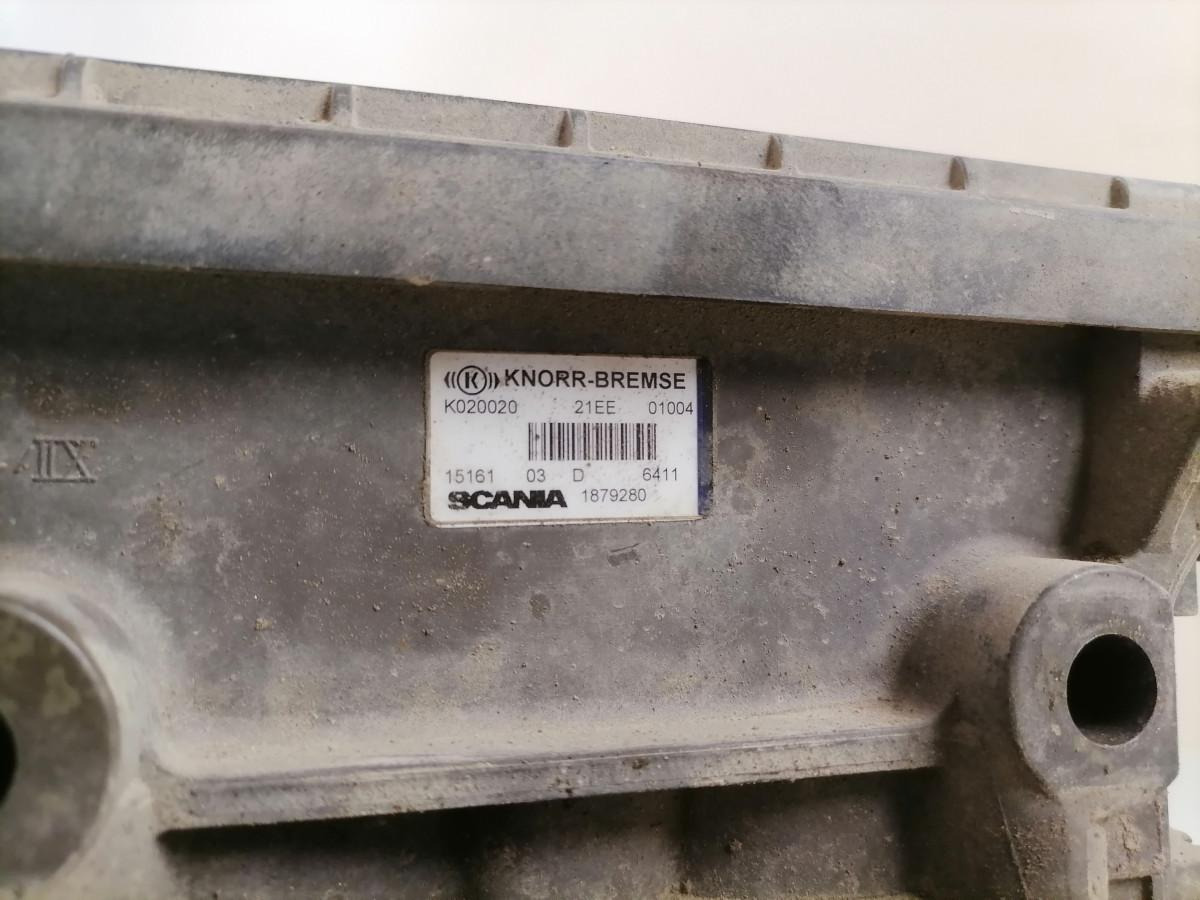 KNORR-BREMSE
K020020 21EE 01004
15161 03 D 6411
SCANIA 1879280